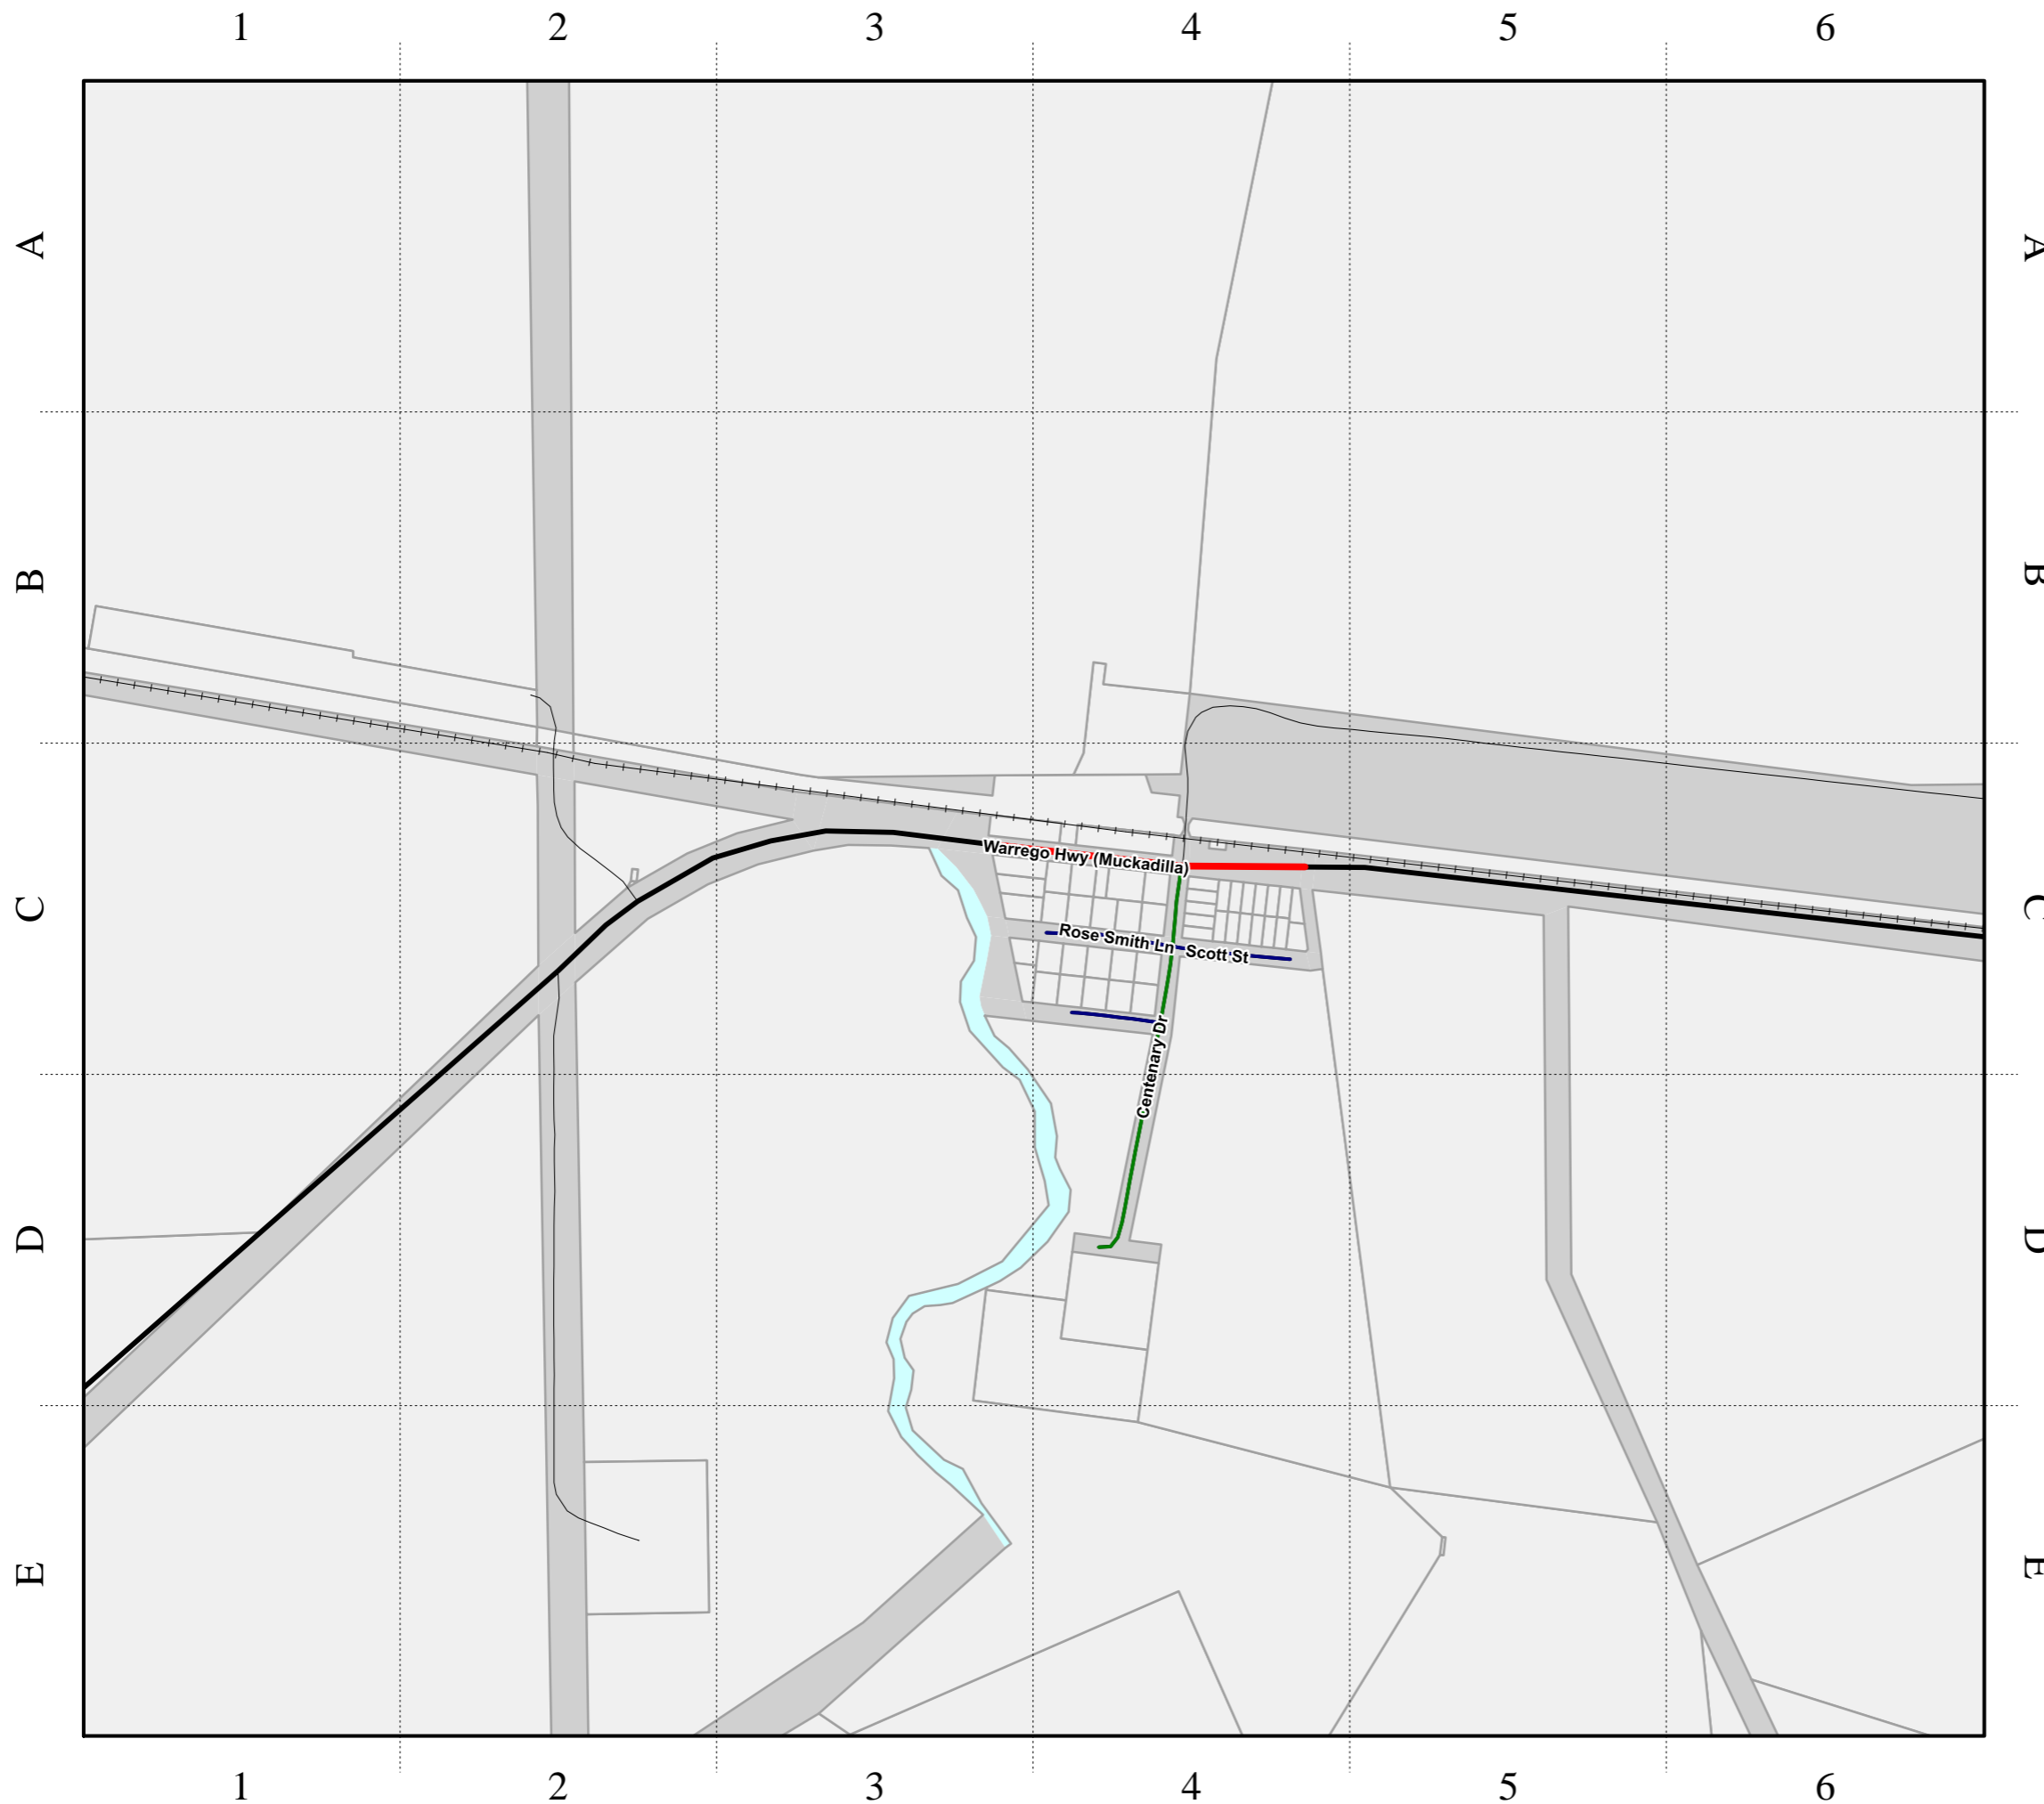 1 2 3 4 5 6
A A
B B
Warrego Hwy (Muckadilla)
C C
Rose Smith Ln Scott St
Centenary Dr
D D
E E
1 2 3 4 5 6